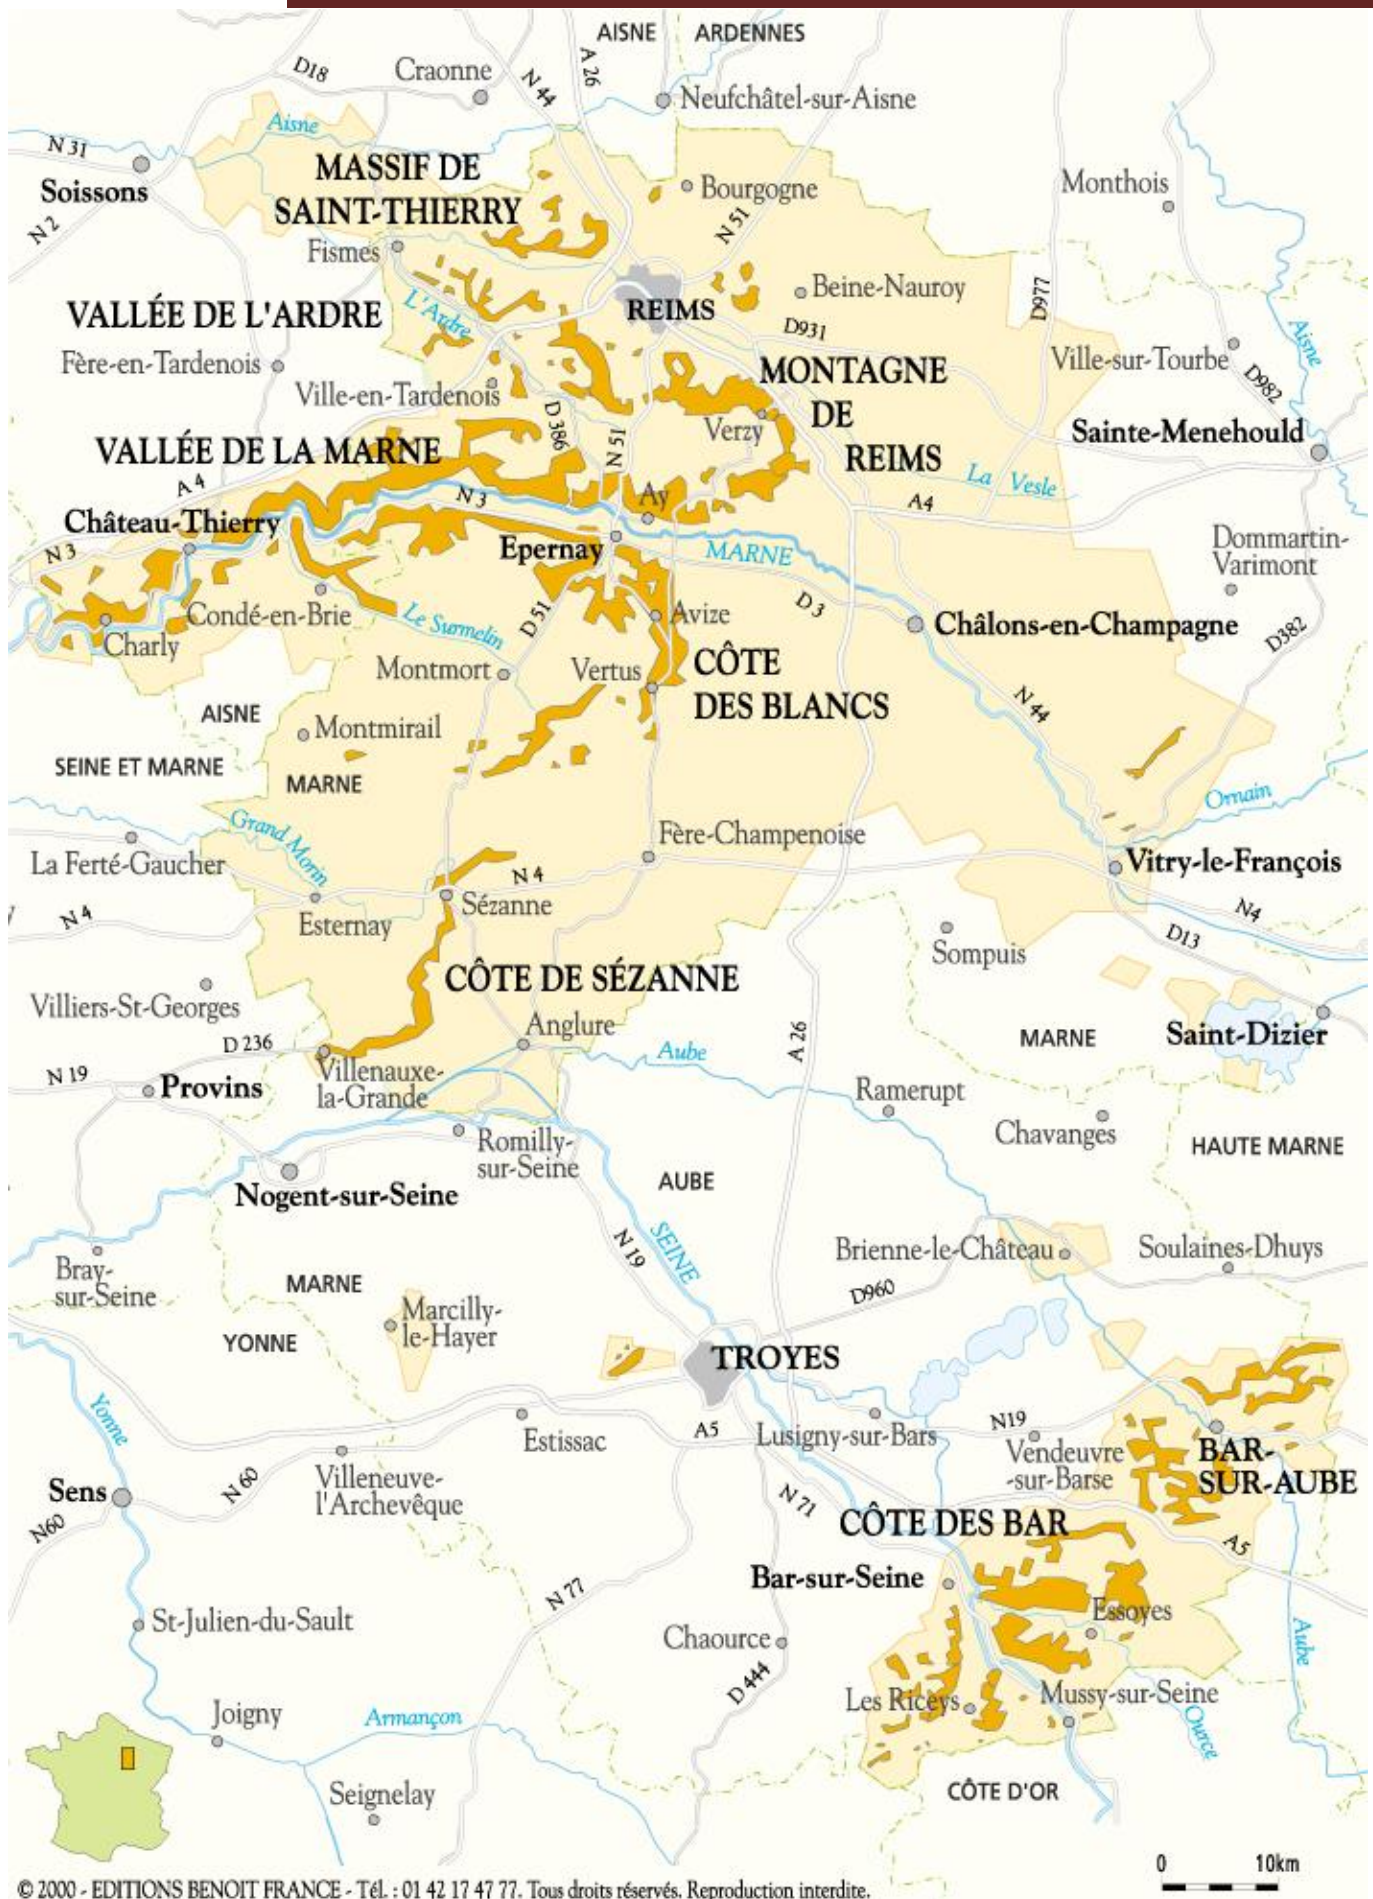 AISNE
ARDENNES
D18
Craonne
N 44
A 26
Neufchâtel-sur-Aisne
Aisne
N 31
Soissons
N 2
MASSIF DE
SAINT-THIERRY
Bourgogne
Monthois
N 51
Fismes
Beine-Nauroy
D977
VALLÉE DE L'ARDRE
L'Ardre
REIMS
D931
Aisne
Fère-en-Tardenois
Ville-sur-Tourbe
D982
MONTAGNE
DE
REIMS
Ville-en-Tardenois
D 386
N 51
Verzy
Sainte-Menehould
VALLÉE DE LA MARNE
A 4
N 3
Ay
La Vesle
A4
Château-Thierry
N 3
Epernay
MARNE
Dommartin-
Varimont
Condé-en-Brie
Le Surmelin
D 51
Avize
D 3
Châlons-en-Champagne
D382
Charly
Montmort
Vertus
CÔTE
DES BLANCS
N 44
AISNE
Montmirail
SEINE ET MARNE
MARNE
Ornain
Grand Morin
Fère-Champenoise
La Ferté-Gaucher
Vitry-le-François
N 4
N 4
Sézanne
N4
Esternay
D13
Sompuis
CÔTE DE SÉZANNE
Villiers-St-Georges
Anglure
A 26
MARNE
Saint-Dizier
D 236
Aube
N 19
Provins
Villenauxe-
la-Grande
Ramerupt
Chavanges
Romilly-
sur-Seine
HAUTE MARNE
AUBE
Nogent-sur-Seine
SEINE
N 19
Brienne-le-Château
Soulaines-Dhuys
Bray-
sur-Seine
MARNE
D960
Marcilly-
le-Hayer
YONNE
TROYES
Yonne
Estissac
A5
Lusigny-sur-Bars
N19
Vendeuvre
-sur-Barse
BAR-
SUR-AUBE
Villeneuve-
l'Archevêque
N 60
Sens
N 71
CÔTE DES BAR
N60
A5
Bar-sur-Seine
N 77
Essoyes
St-Julien-du-Sault
Chaource
Aube
D 444
Les Riceys
Mussy-sur-Seine
Joigny
Armançon
Ource
Seignelay
CÔTE D'OR
0 10km
© 2000 - EDITIONS BENOIT FRANCE - Tél. : 01 42 17 47 77. Tous droits réservés. Reproduction interdite.